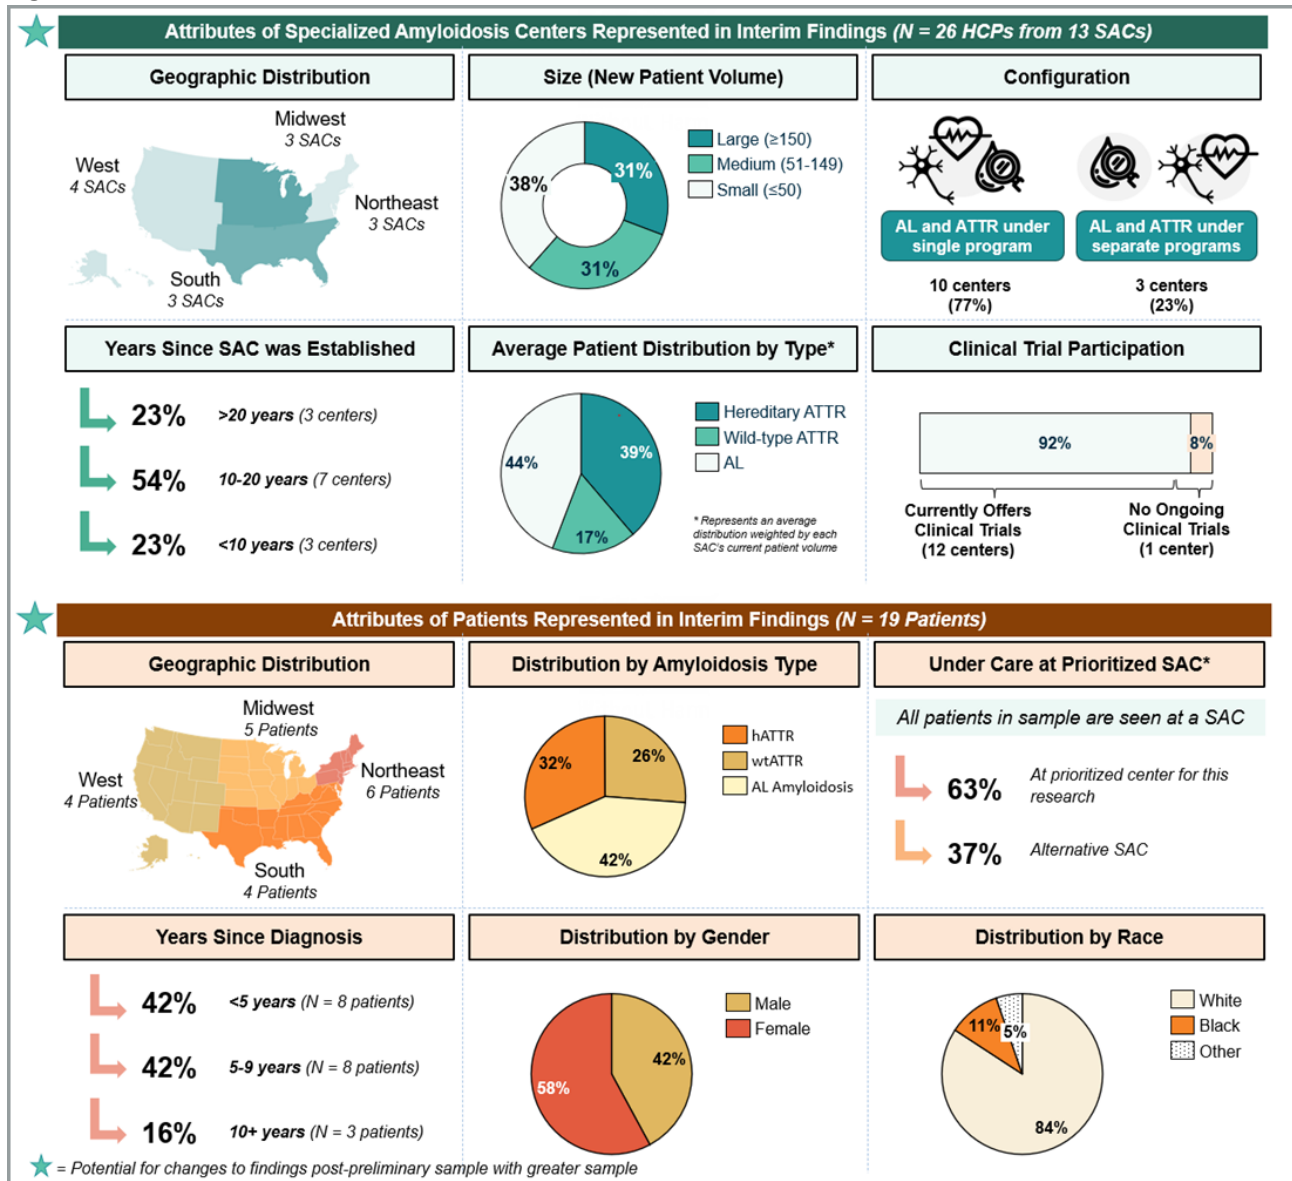 Attributes of Specialized Amyloidosis Centers Represented in Interim Findings (N = 26 HCPs from 13 SACs)
Geographic Distribution
Midwest
3 SACs
West
4 SACs
Northeast
3 SACs
South
3 SACs
Size (New Patient Volume)
31%
31%
38%
Large (≥150)
Medium (51-149)
Small (≤50)
Configuration
AL and ATTR under
single program
10 centers
(77%)
AL and ATTR under
separate programs
3 centers
(23%)
Years Since SAC was Established
23% >20 years (3 centers)
54% 10-20 years (7 centers)
23% <10 years (3 centers)
Average Patient Distribution by Type*
39%
17%
44%
Hereditary ATTR
Wild-type ATTR
AL
* Represents an average
distribution weighted by each
SAC's current patient volume
Clinical Trial Participation
92% 8%
Currently Offers
Clinical Trials
(12 centers)
No Ongoing
Clinical Trials
(1 center)
Attributes of Patients Represented in Interim Findings (N = 19 Patients)
Geographic Distribution
Midwest
5 Patients
West
4 Patients
Northeast
6 Patients
South
4 Patients
Distribution by Amyloidosis Type
32%
26%
42%
hATTR
wtATTR
AL Amyloidosis
Under Care at Prioritized SAC*
All patients in sample are seen at a SAC
63% At prioritized center for this
research
37% Alternative SAC
Years Since Diagnosis
42% <5 years (N = 8 patients)
42% 5-9 years (N = 8 patients)
16% 10+ years (N = 3 patients)
Distribution by Gender
42%
58%
Male
Female
Distribution by Race
11%
5%
84%
White
Black
Other
= Potential for changes to findings post-preliminary sample with greater sample